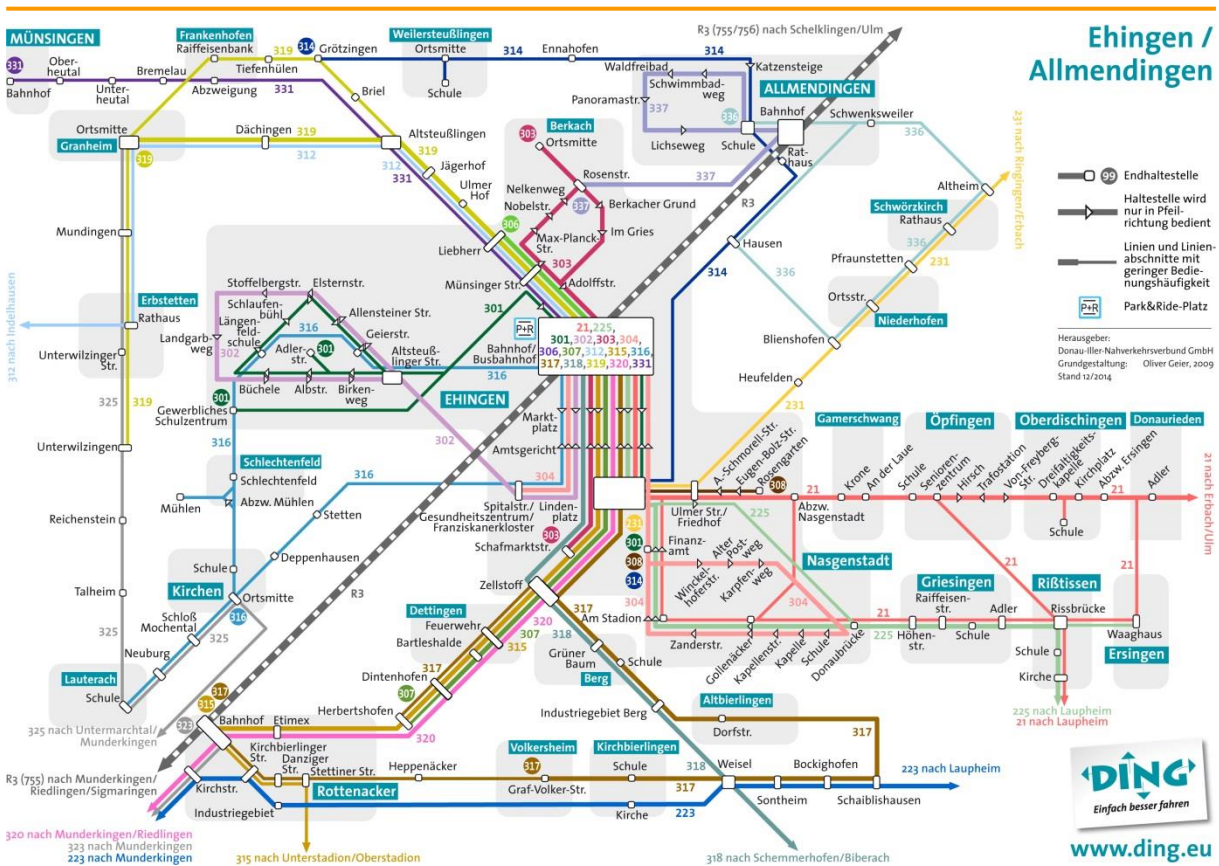 Ehingen /
Allmendingen
R3 (755/756) nach Schelklingen/Ulm
MÜNSINGEN
331
Bahnhof
Ober-
heutal
Unter-
heutal
Bremelau
Abzweigung
331
Frankenhofen
Raiffeisenbank
319
Tiefenhülen
314
Grötzingen
Briel
Weilersteußlingen
Ortsmitte
Schule
314
Ennahofen
314
Katzensteige
Waldfreibad
Schwimmbad-
weg
Panoramastr.
337
Lichseweg
ALLMENDINGEN
336
Schule
Bahnhof
Rat-
haus
Schwenksweiler
336
R3
337
Ortsmitte
Granheim
319
Dächingen
319
312
Altsteußlingen
319
312
331
Jägerhof
Ulmer
Hof
306
Liebherr
Münsinger Str.
303
Berkach
Ortsmitte
Rosenstr.
337
Nelkenweg
Nobelstr.
Max-Planck-
Str.
Berkacher Grund
Im Gries
303
Adolffstr.
301
Altheim
Schwörzkirch
Rathaus
336
231
Pfraunstetten
Ortsstr.
Niederhofen
Hausen
314
336
Blienshofen
Heufelden
231
231 nach Ringingen/Erbach
99 Endhaltestelle
Haltestelle wird
nur in Pfeil-
richtung bedient
Linien und Linien-
abschnitte mit
geringer Bedie-
nungshäufigkeit
P+R Park&Ride-Platz
Herausgeber:
Donau-Iller-Nahverkehrsverbund GmbH
Grundgestaltung: Oliver Geier, 2009
Stand 12/2014
Mundingen
Erbstetten
Rathaus
312 nach Indelhausen
Unterwilzinger
Str.
325
319
Unterwilzingen
Reichenstein
Talheim
325
Stoffelbergstr.
Elsternstr.
Schlaufen-
bühl
Längen-
feld-
schule
Landgarb-
weg
302
316
Allensteiner Str.
Geierstr.
Adler-
str.
301
Altsteuß-
linger Str.
Büchele
Albstr.
Birken-
weg
301
Gewerbliches
Schulzentrum
EHINGEN
316
P+R
Bahnhof/
Busbahnhof
21, 225,
301, 302, 303, 304,
306, 307, 312, 315, 316,
317, 318, 319, 320, 331
302
Markt-
platz
Amtsgericht
304
Spitalstr./
Gesundheitszentrum/
Franziskanerkloster
Linden-
platz
303
Schafmarktstr.
Zellstoff
316
Schlechtenfeld
Schlechtenfeld
Abzw. Mühlen
Mühlen
316
Stetten
Deppenhausen
Schule
Kirchen
Ortsmitte
316
R3
Schloß
Mochental
325
Neuburg
Lauterach
Schule
325 nach Untermarchtal/
Munderkingen
A.-Schmorell-Str.
Eugen-Bolz-Str.
Rosengarten
308
Ulmer Str./
Friedhof
225
21
Abzw.
Nasgenstadt
Gamerschwang
Krone
An der Laue
21
Öpfingen
Schule
Senioren-
zentrum
Hirsch
Trafostation
Von-Freyberg-
Str.
Oberdischingen
Dreifaltigkeits-
kapelle
Kirchplatz
Abzw. Ersingen
Schule
21
Donaurieden
Adler
21 nach Erbach/
Ulm
231
301
308
314
Finanz-
amt
Winckel-
hoferstr.
Alter
Post-
weg
Karpfen-
weg
304
304
Am Stadion
Zanderstr.
Gollenäcker
Kapellenstr.
Kapelle
Schule
Donaubrücke
Nasgenstadt
21
225
Griesingen
Höhen-
str.
Raiffeisen-
str.
Schule
Adler
21
21
Rißtissen
Rissbrücke
Schule
Kirche
Waaghaus
Ersingen
225 nach Laupheim
21 nach Laupheim
Dettingen
Feuerwehr
Bartleshalde
320
307
315
317
Dintenhofen
307
Herbertshofen
320
317
318
Grüner
Baum
Schule
Berg
Industriegebiet Berg
Altbierlingen
Dorfstr.
317
317
315
323
Bahnhof
Etimex
Kirchbierlinger
Str.
Danziger
Str.
Stettiner Str.
Rottenacker
Kirchstr.
Industriegebiet
Heppenäcker
Volkersheim
317
Graf-Volker-Str.
Kirchbierlingen
Schule
317
Kirche
223
318
Weisel
Sontheim
Bockighofen
Schaiblishausen
223 nach Laupheim
R3 (755) nach Munderkingen/
Riedlingen/Sigmaringen
320 nach Munderkingen/Riedlingen
323 nach Munderkingen
223 nach Munderkingen
315 nach Unterstadion/Oberstadion
318 nach Schemmerhofen/Biberach
DING
Einfach besser fahren
www.ding.eu